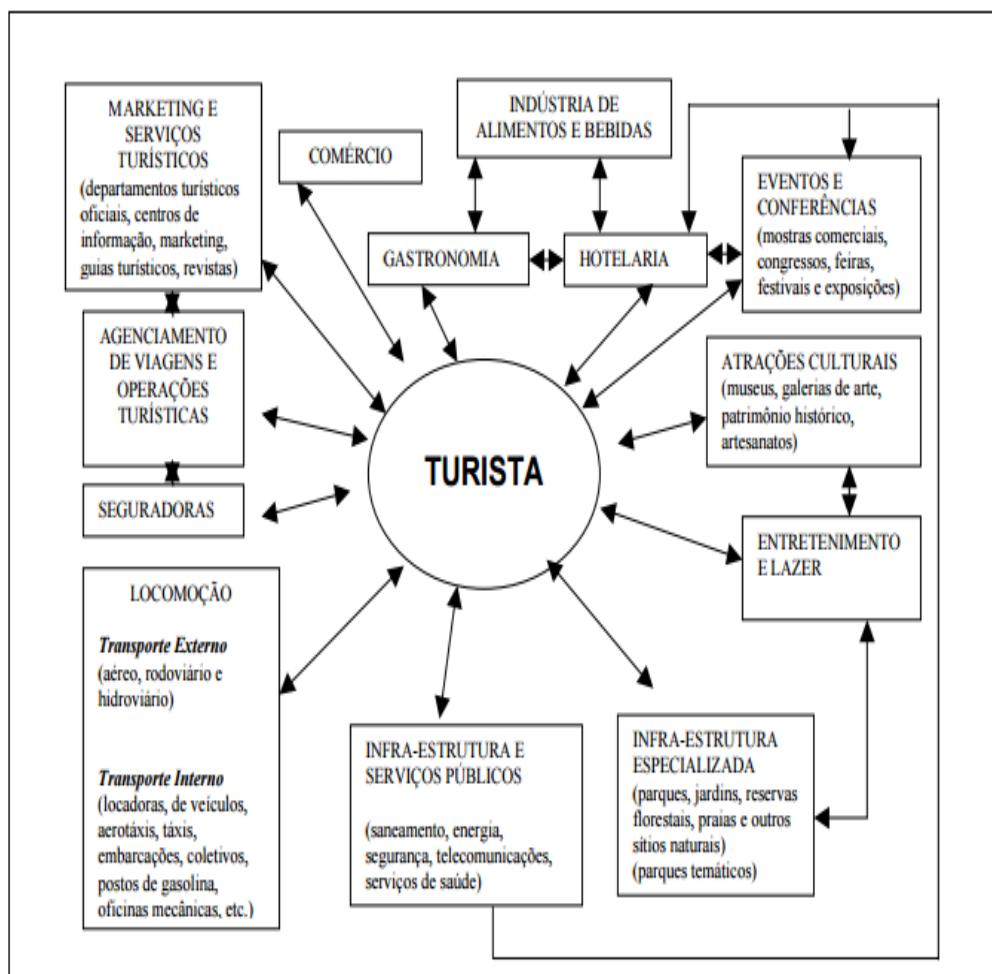 MARKETING E
SERVIÇOS
TURÍSTICOS
(departamentos turísticos
oficiais, centros de
informação, marketing,
guias turísticos, revistas)
COMÉRCIO
INDÚSTRIA DE
ALIMENTOS E BEBIDAS
GASTRONOMIA
HOTELARIA
EVENTOS E
CONFERÊNCIAS
(mostras comerciais,
congressos, feiras,
festivais e exposições)
AGENCIAMENTO
DE VIAGENS E
OPERAÇÕES
TURÍSTICAS
ATRAÇÕES CULTURAIS
(museus, galerias de arte,
patrimônio histórico,
artesanatos)
TURISTA
SEGURADORAS
ENTRETENIMENTO
E LAZER
LOCOMOÇÃO
Transporte Externo
(aéreo, rodoviário e
hidroviário)
Transporte Interno
(locadoras, de veículos,
aerotáxis, táxis,
embarcações, coletivos,
postos de gasolina,
oficinas mecânicas, etc.)
INFRA-ESTRUTURA E
SERVIÇOS PÚBLICOS
(saneamento, energia,
segurança, telecomunicações,
serviços de saúde)
INFRA-ESTRUTURA
ESPECIALIZADA
(parques, jardins, reservas
florestais, praias e outros
sítios naturais)
(parques temáticos)